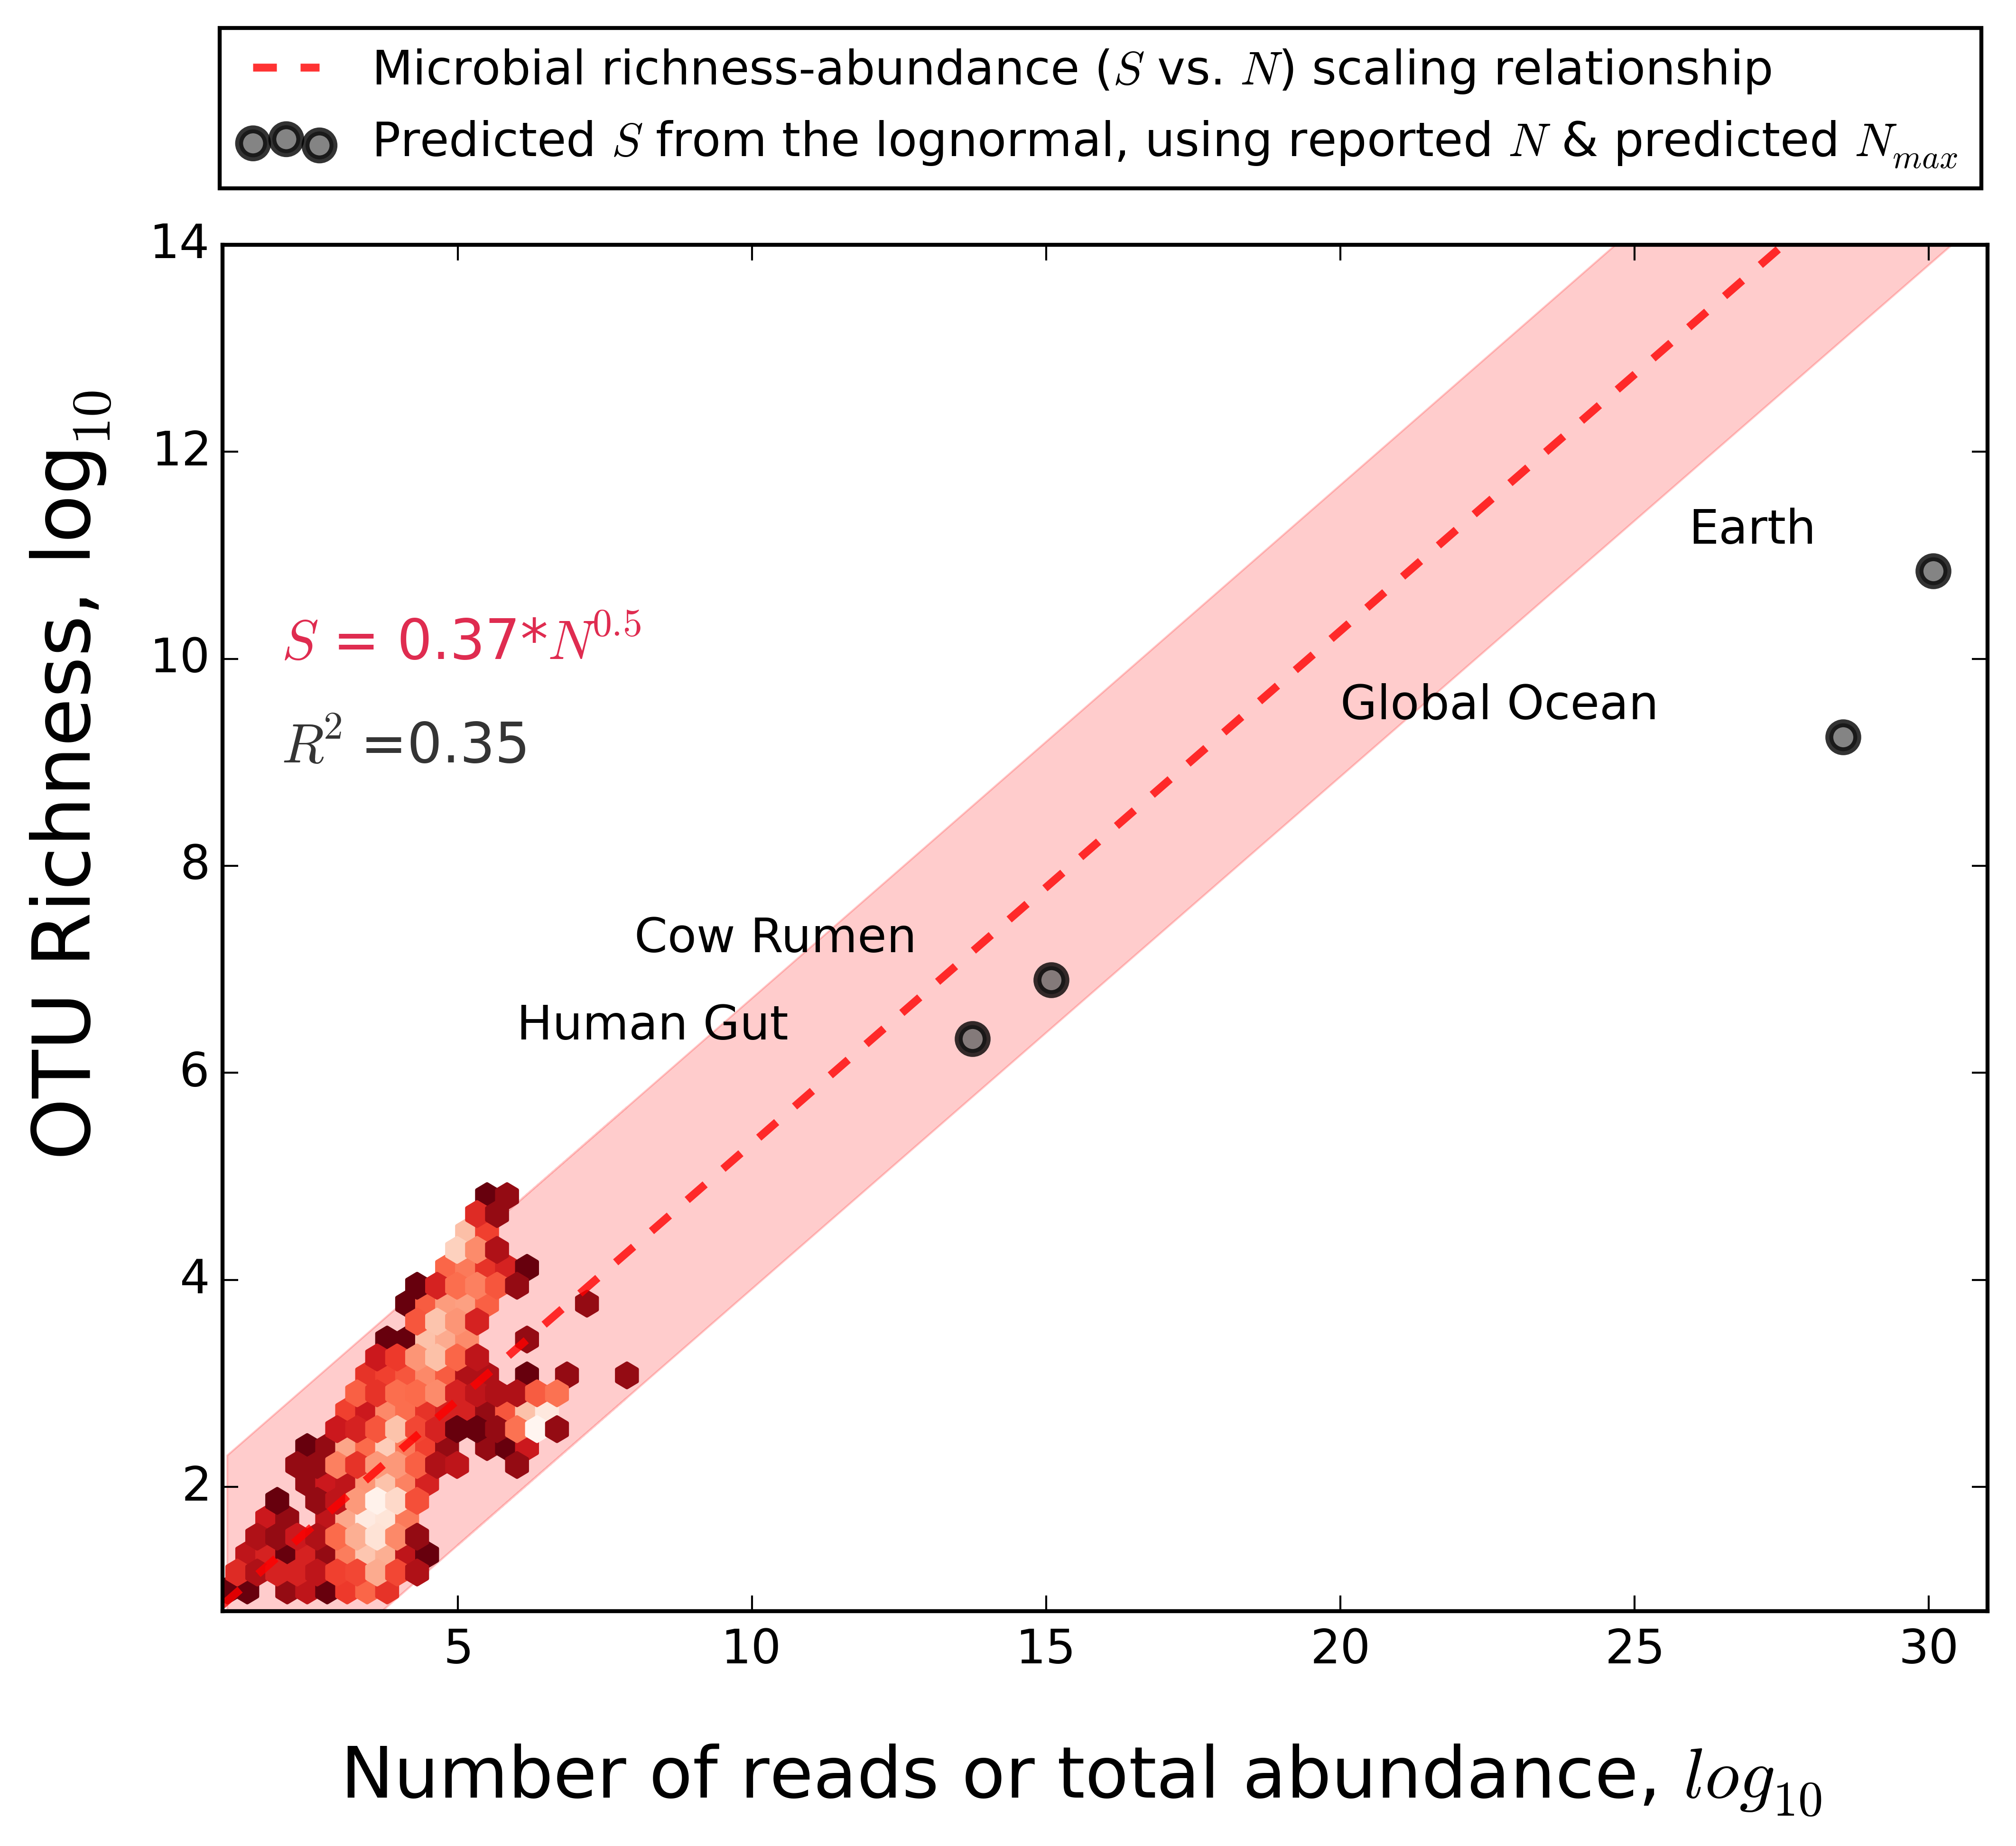 Microbial richness-abundance (S vs. N) scaling relationship
Predicted S from the lognormal, using reported N & predicted N_max
14
12
10
8
6
4
2
OTU Richness, log_10
S = 0.37*N^0.5
R^2 =0.35
Earth
Global Ocean
Cow Rumen
Human Gut
5 10 15 20 25 30
Number of reads or total abundance, log_10